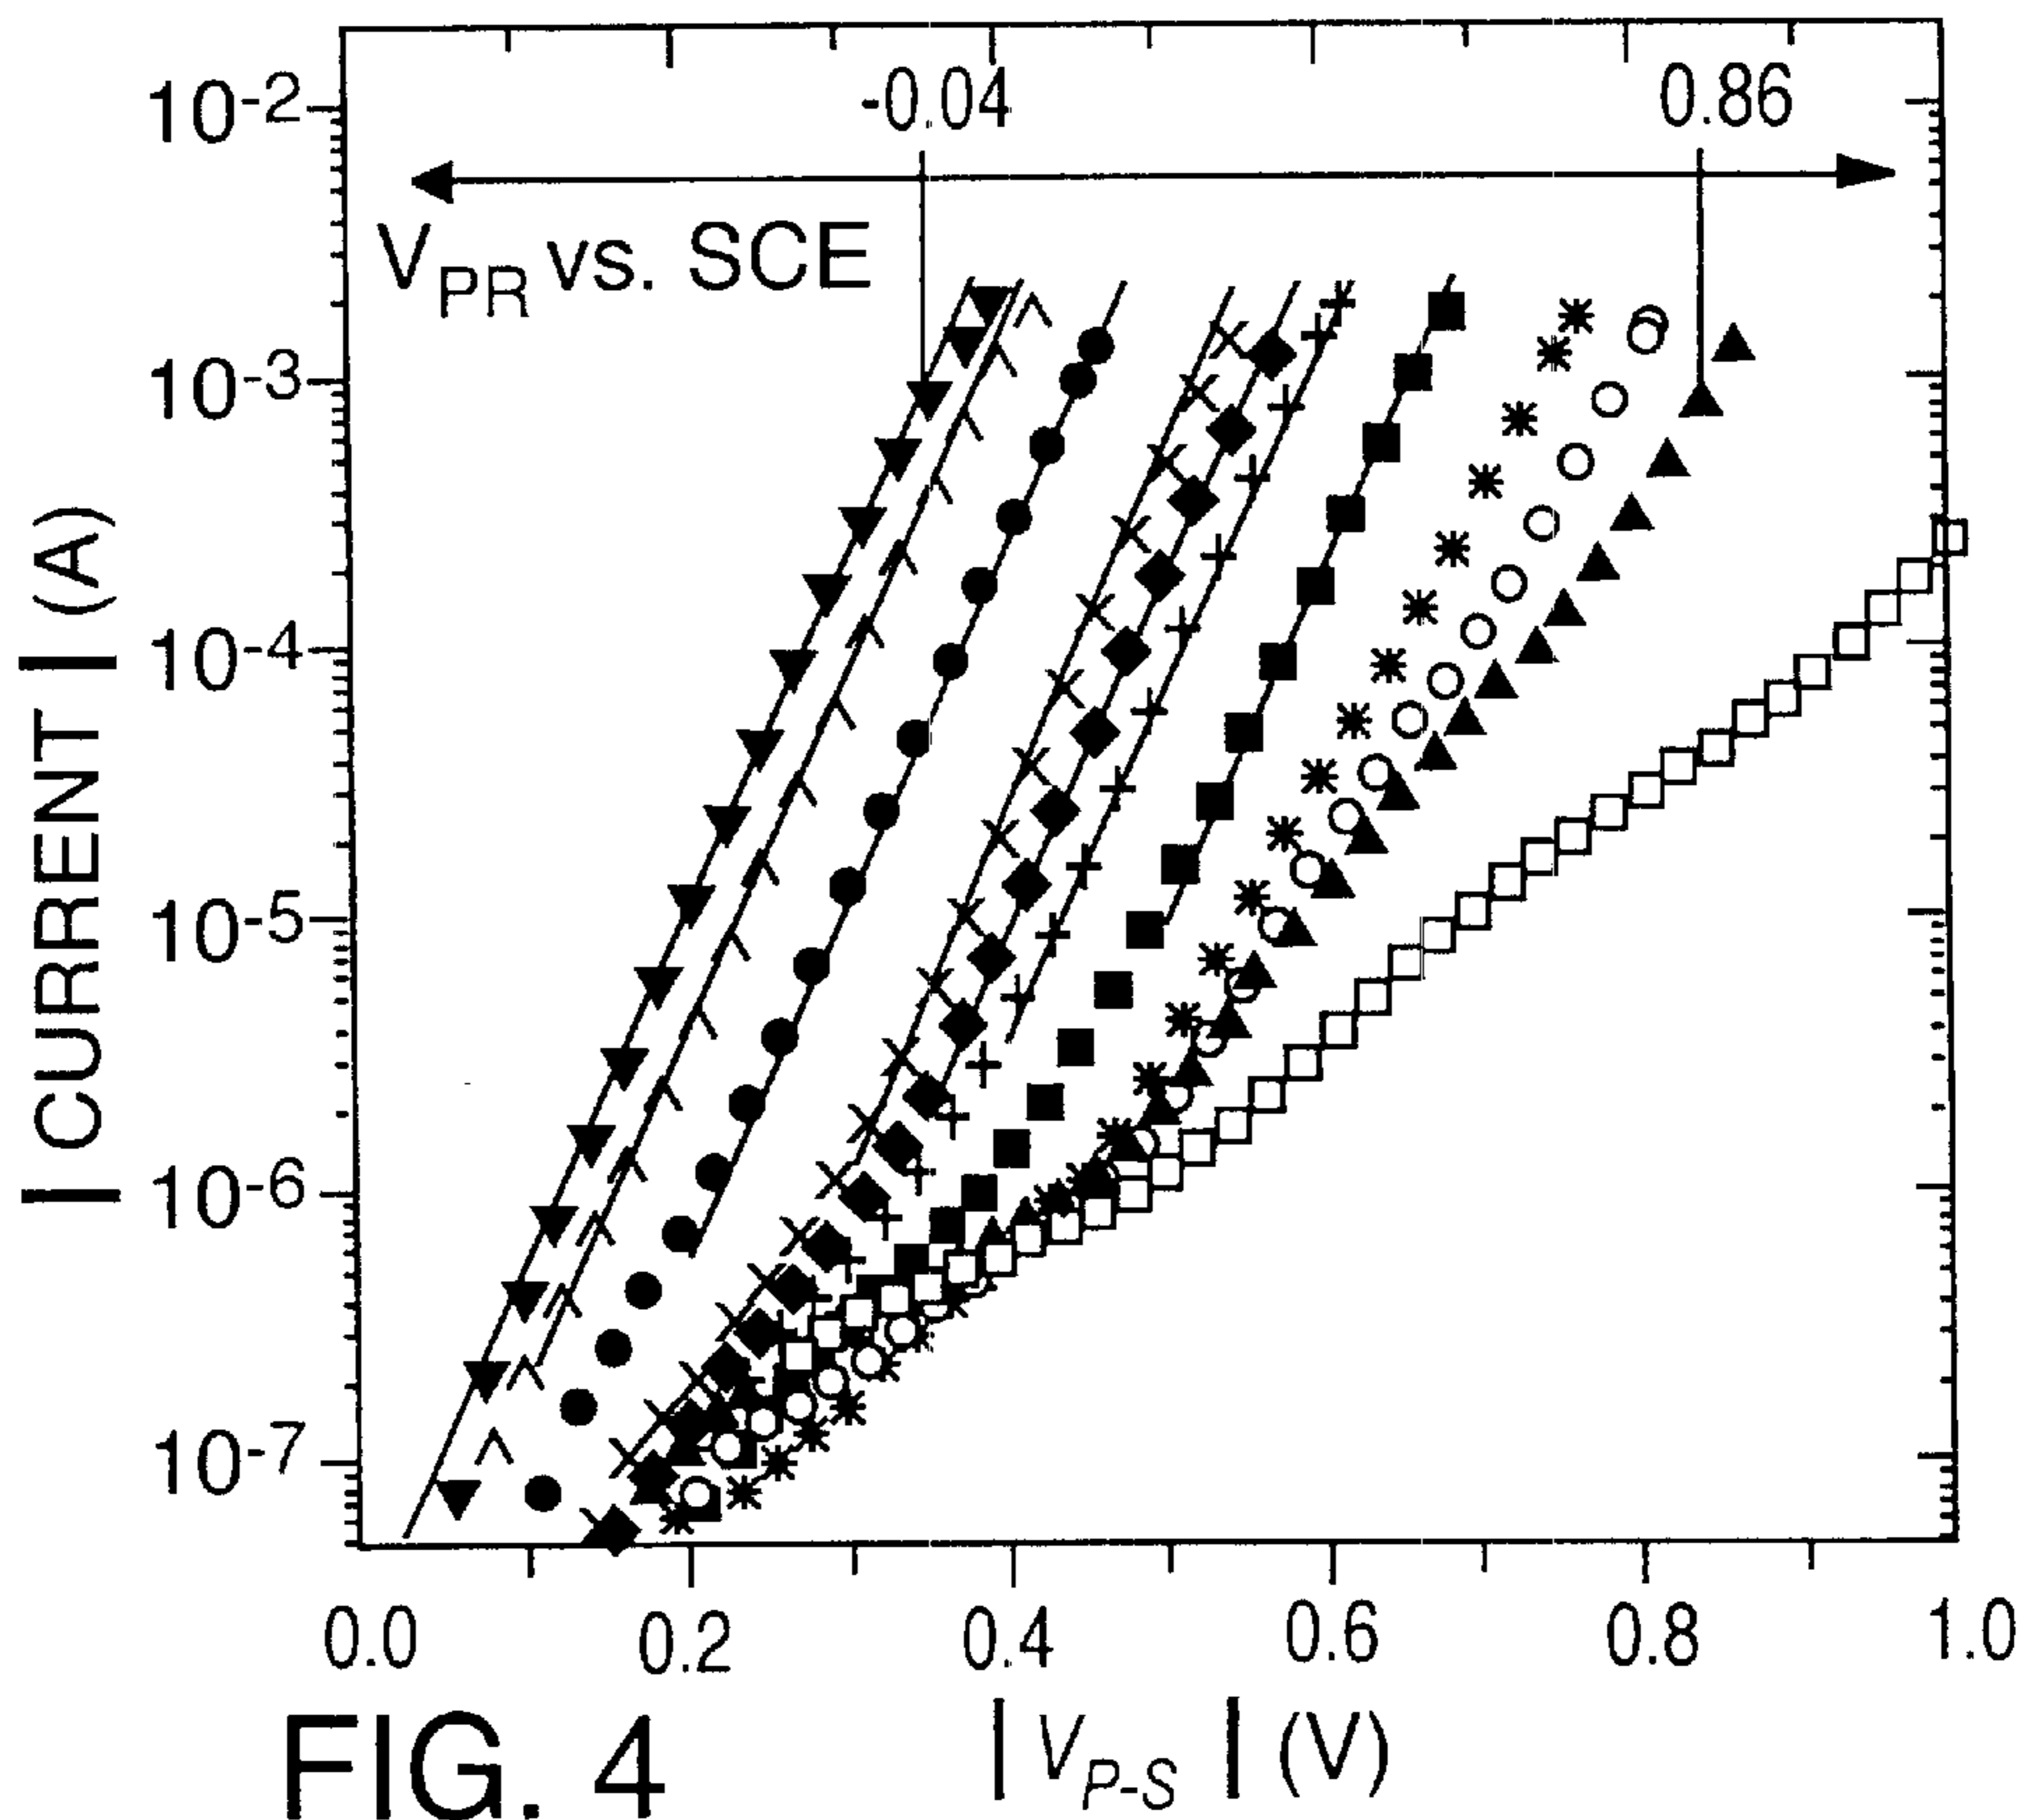 -0.04 0.86
V_PR vs. SCE
10^-2
10^-3
10^-4
10^-5
10^-6
10^-7
| CURRENT | (A)
0.0 0.2 0.4 0.6 0.8 1.0
FIG. 4
| V_P-S | (V)